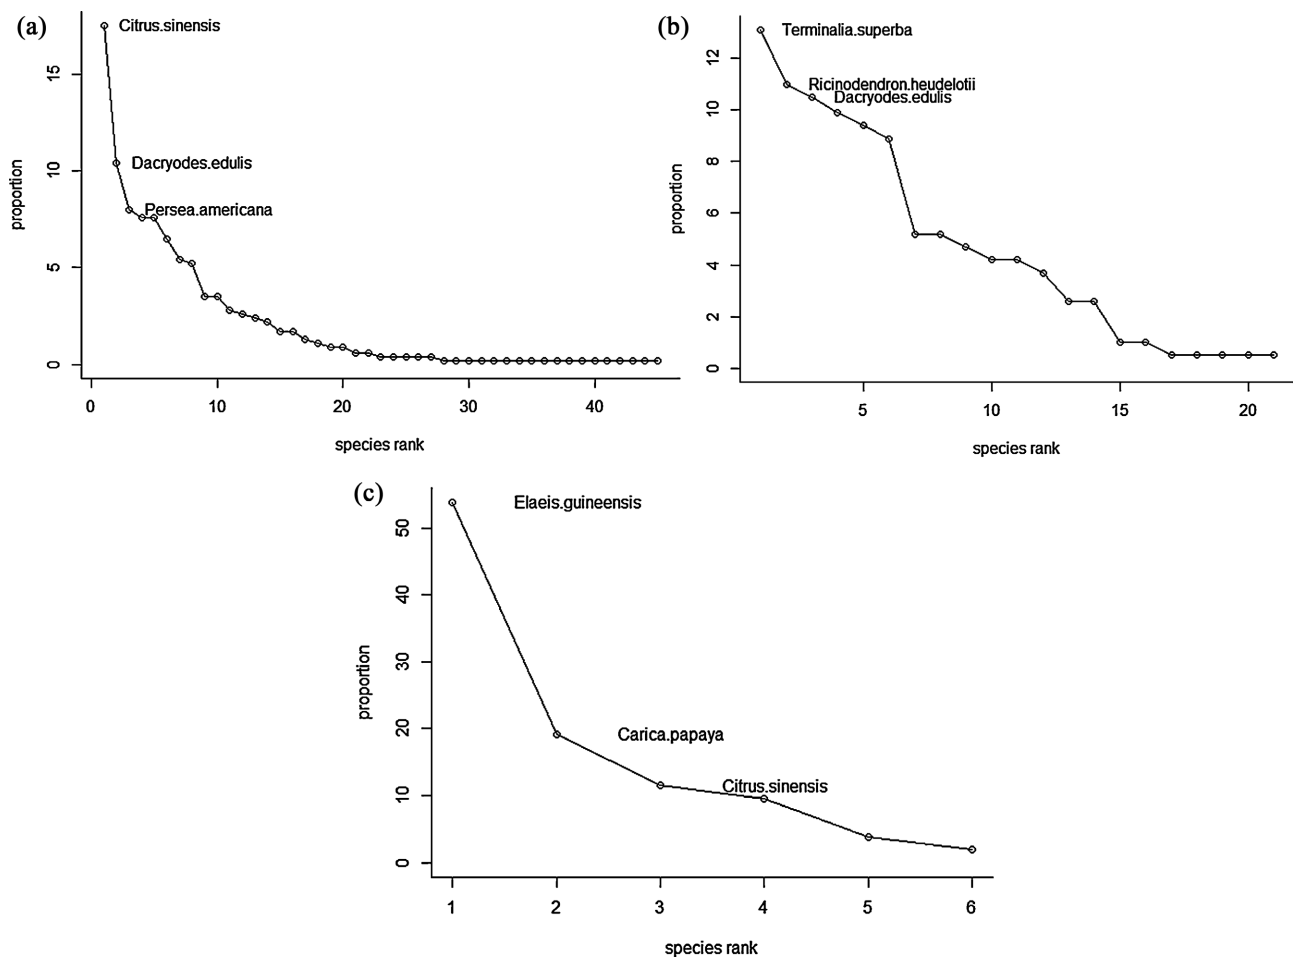 (a)
Citrus.sinensis
Dacryodes.edulis
Persea.americana
proportion
15
10
5
0
0 10 20 30 40
species rank
(b)
Terminalia.superba
Ricinodendron.heudelotii
Dacryodes.edulis
proportion
12
10
8
6
4
2
0
5 10 15 20
species rank
(c)
Elaeis.guineensis
Carica.papaya
Citrus.sinensis
proportion
50
40
30
20
10
0
1 2 3 4 5 6
species rank